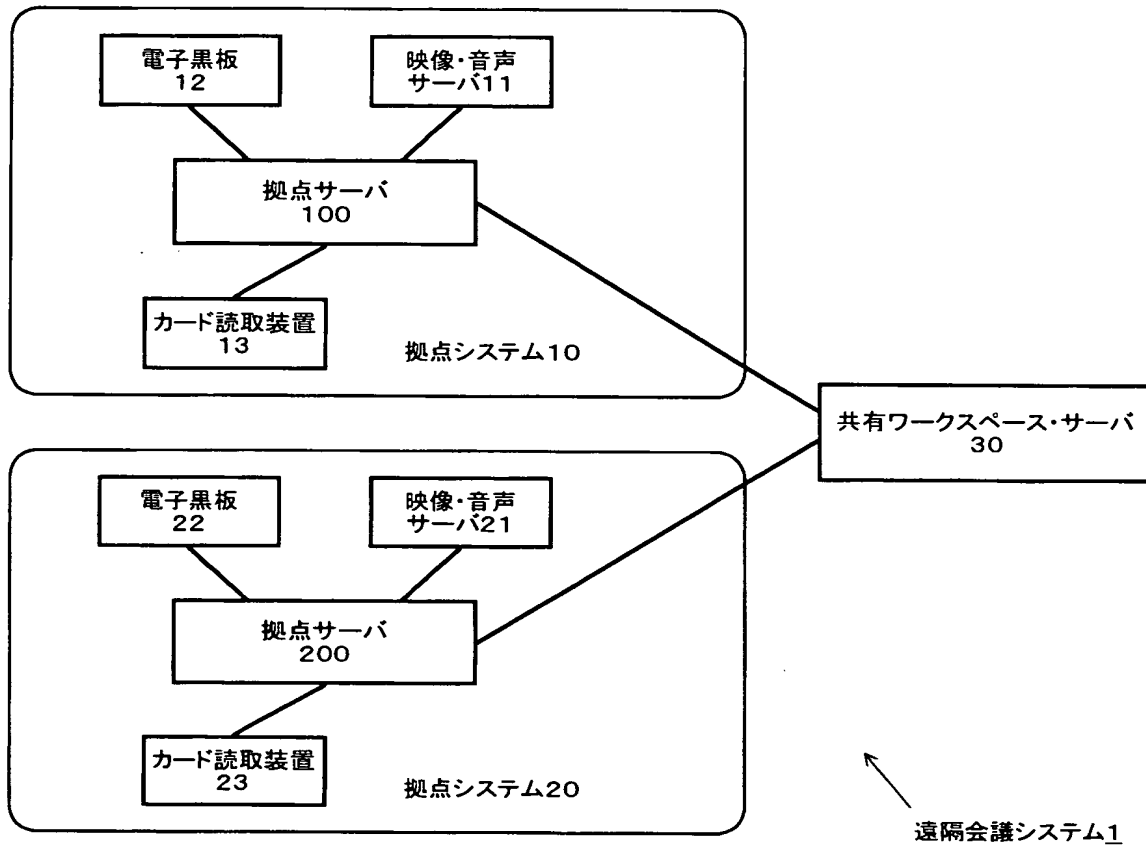 電子黒板
12
映像・音声
サーバ11
拠点サーバ
100
カード読取装置
13
拠点システム10
共有ワークスペース・サーバ
30
電子黒板
22
映像・音声
サーバ21
拠点サーバ
200
カード読取装置
23
拠点システム20
遠隔会議システム1